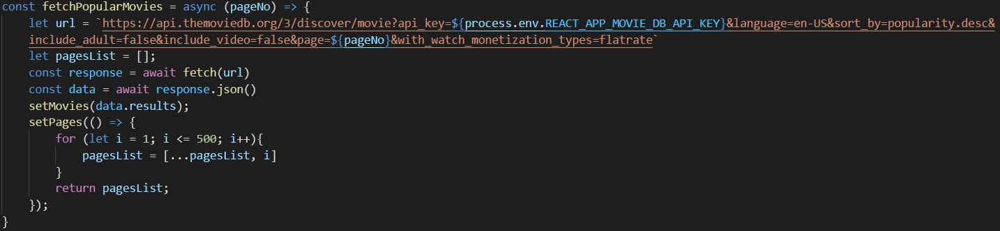 const fetchPopularMovies = async (pageNo) => {
let url = `https://api.themoviedb.org/3/discover/movie?api_key=${process.env.REACT_APP_MOVIE_DB_API_KEY}&language=en-US&sort_by=popularity.desc&
include_adult=false&include_video=false&page=${pageNo}&with_watch_monetization_types=flatrate`
let pagesList = [];
const response = await fetch(url)
const data = await response.json()
setMovies(data.results);
setPages(() => {
for (let i = 1; i <= 500; i++){
pagesList = [...pagesList, i]
}
return pagesList;
});
}